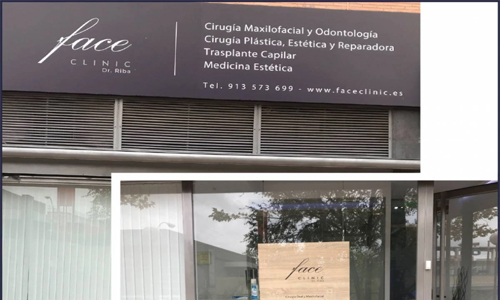 face
CLINIC
Dr. Riba
Cirugía Maxilofacial y Odontología
Cirugía Plástica, Estética y Reparadora
Trasplante Capilar
Medicina Estética
Tel. 913 573 699 - www.faceclinic.es
face
CLINIC